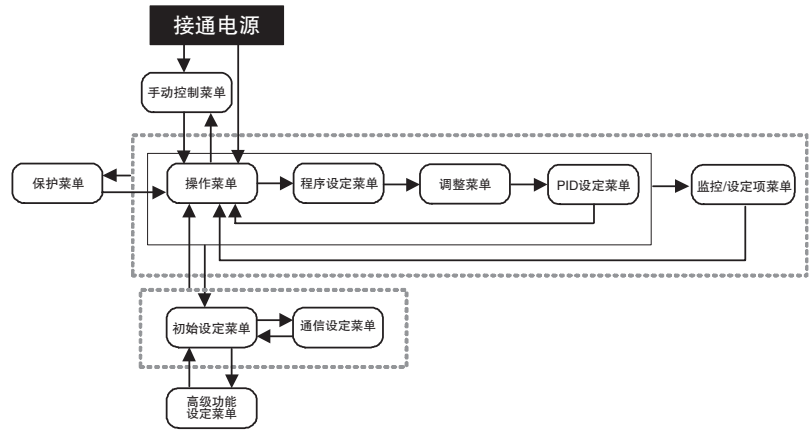 接通电源
手动控制菜单
保护菜单
操作菜单
程序设定菜单
调整菜单
PID设定菜单
监控/设定项菜单
初始设定菜单
通信设定菜单
高级功能
设定菜单